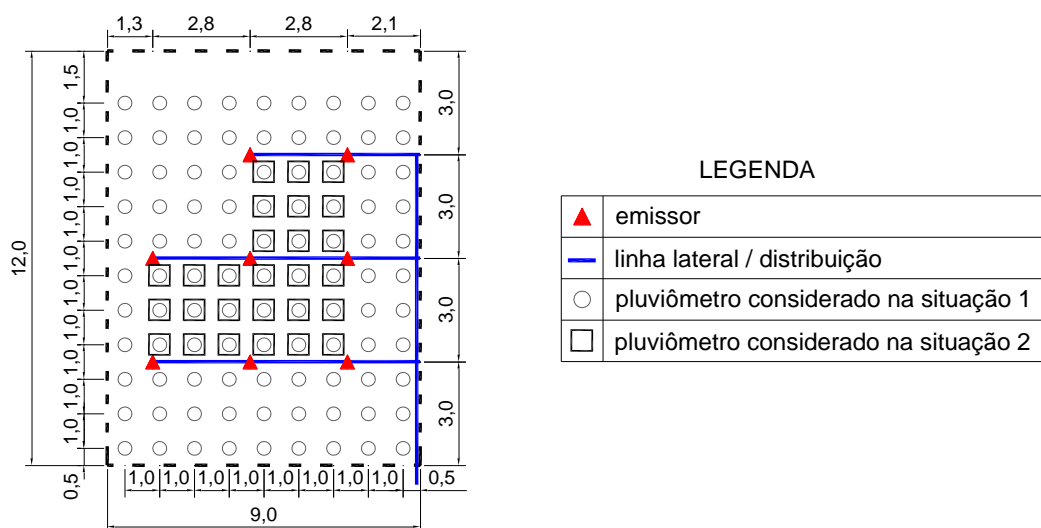 1,3 2,8 2,8 2,1
1,5
1,0
1,0
1,0
1,0
1,0
1,0
1,0
1,0
1,0
1,0
0,5
12,0
3,0
3,0
3,0
3,0
1,0 1,0 1,0 1,0 1,0 1,0 1,0 1,0 0,5
9,0
LEGENDA
emissor
linha lateral / distribuição
pluviômetro considerado na situação 1
pluviômetro considerado na situação 2